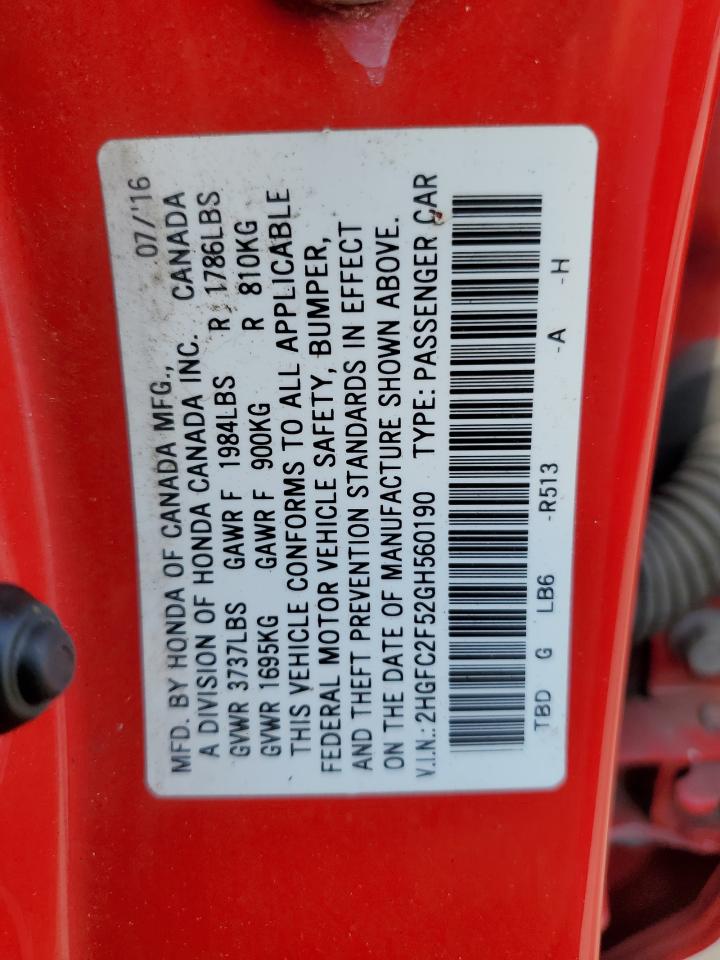 07/'16
MFD. BY HONDA OF CANADA MFG.,
A DIVISION OF HONDA CANADA INC. CANADA
GVWR 3737LBS GAWR F 1984LBS R 1786LBS
GVWR 1695KG GAWR F 900KG R 810KG
THIS VEHICLE CONFORMS TO ALL APPLICABLE
FEDERAL MOTOR VEHICLE SAFETY, BUMPER,
AND THEFT PREVENTION STANDARDS IN EFFECT
ON THE DATE OF MANUFACTURE SHOWN ABOVE.
V.I.N.:2HGFC2F52GH560190 TYPE: PASSENGER CAR
TBD G LB6 -R513 -A -H